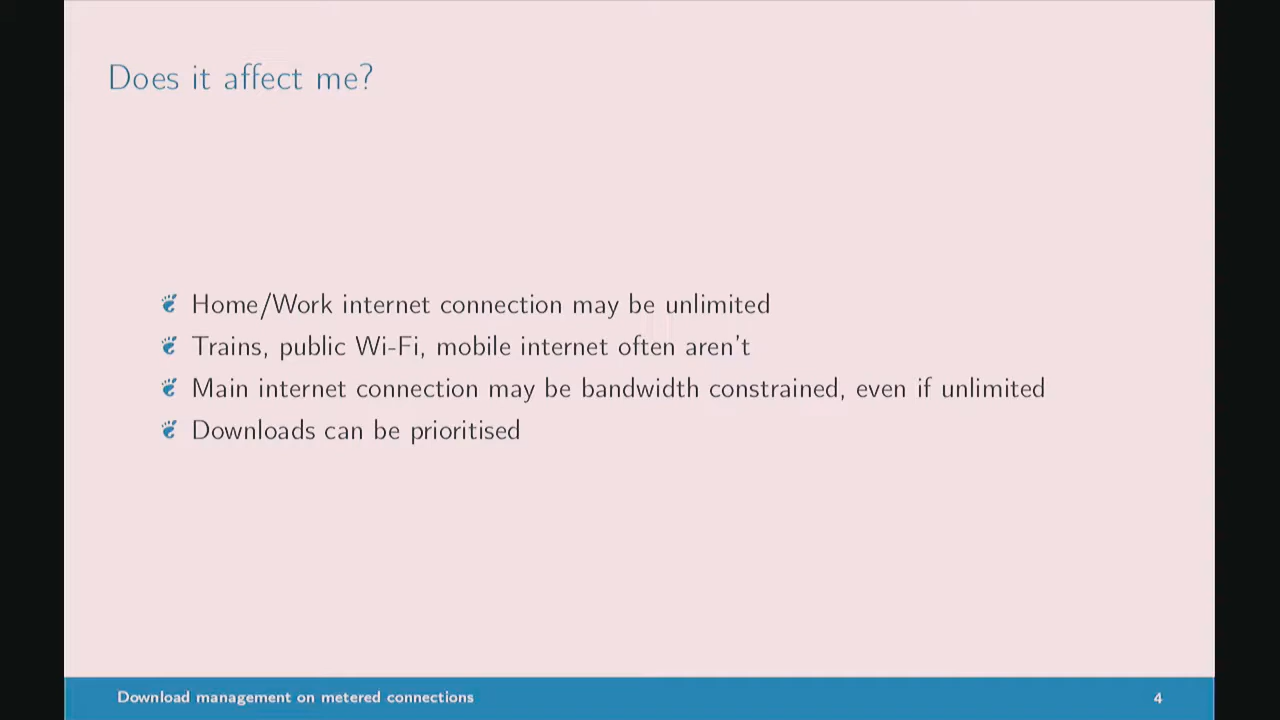 Does it affect me?
Home/Work internet connection may be unlimited
Trains, public Wi-Fi, mobile internet often aren't
Main internet connection may be bandwidth constrained, even if unlimited
Downloads can be prioritised
Download management on metered connections 4